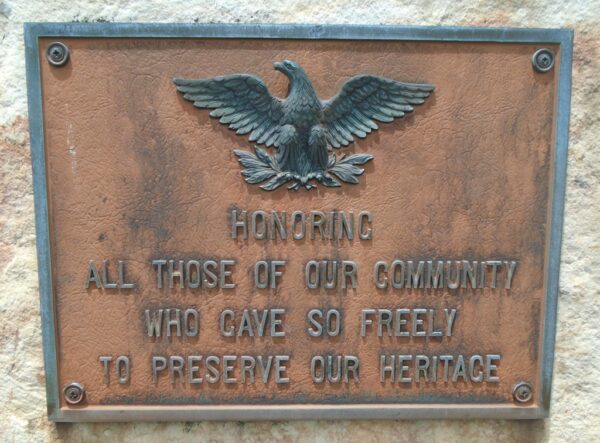 HONORING
ALL THOSE OF OUR COMMUNITY
WHO GAVE SO FREELY
TO PRESERVE OUR HERITAGE